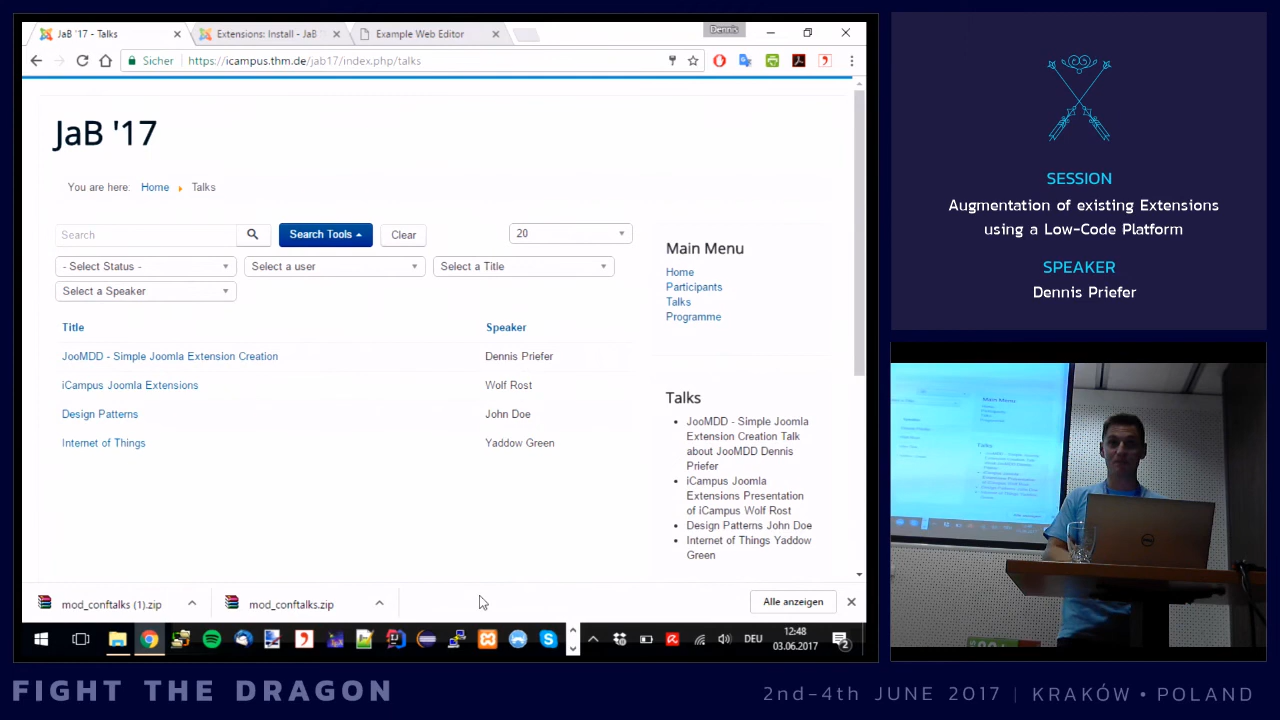 JaB '17 - Talks
Extensions: Install - JaB '1
Example Web Editor
Dennis
Sicher
https://icampus.thm.de/jab17/index.php/talks
JaB '17
You are here: Home Talks
Search
Search Tools
Clear
20
- Select Status -
Select a user
Select a Title
Select a Speaker
Title
Speaker
JooMDD - Simple Joomla Extension Creation
Dennis Priefer
iCampus Joomla Extensions
Wolf Rost
Design Patterns
John Doe
Internet of Things
Yaddow Green
Main Menu
Home
Participants
Talks
Programme
Talks
JooMDD - Simple Joomla
Extension Creation Talk
about JooMDD Dennis
Priefer
iCampus Joomla
Extensions Presentation
of iCampus Wolf Rost
Design Patterns John Doe
Internet of Things Yaddow
Green
mod_conftalks (1).zip
mod_conftalks.zip
Alle anzeigen
DEU
12:48
03.06.2017
2
SESSION
Augmentation of existing Extensions
using a Low-Code Platform
SPEAKER
Dennis Priefer
Main Menu
Talks
DELL
FIGHT THE DRAGON
2nd-4th JUNE 2017 | KRAKÓW • POLAND